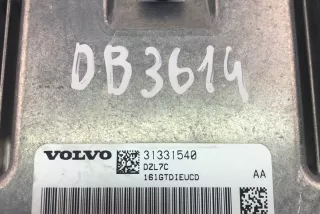 DB3614
VOLVO 31331540
DZL7C
161GTDIEUCD AA